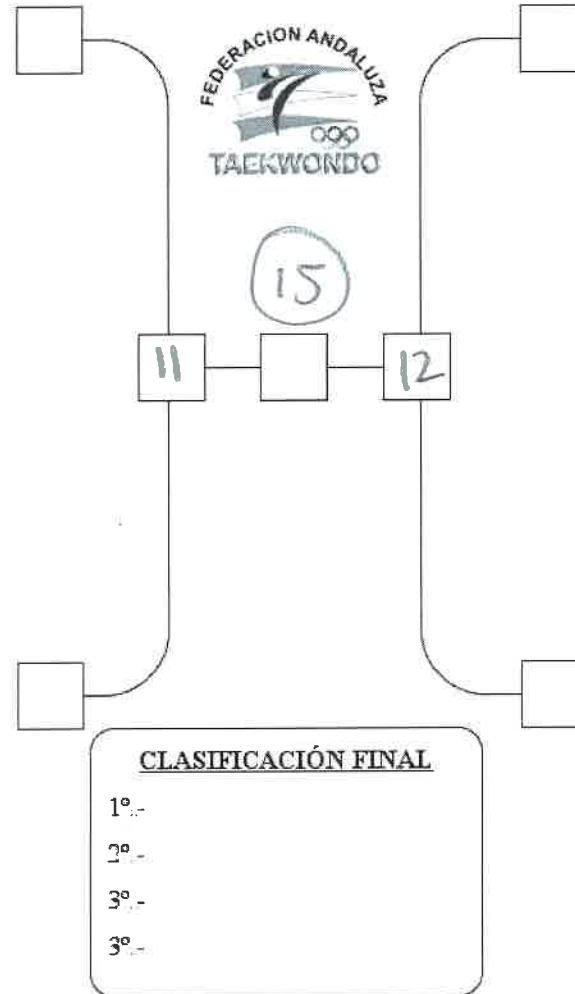 FEDERACION ANDALUZA
TAEKWONDO
15
11
12
CLASIFICACIÓN FINAL
1º.-
2º.-
3º.-
3º.-